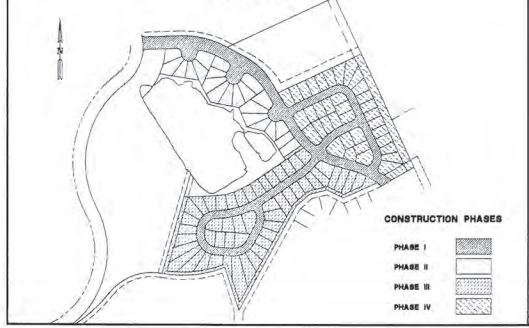 N
CONSTRUCTION PHASES
PHASE I
PHASE II
PHASE III
PHASE IV